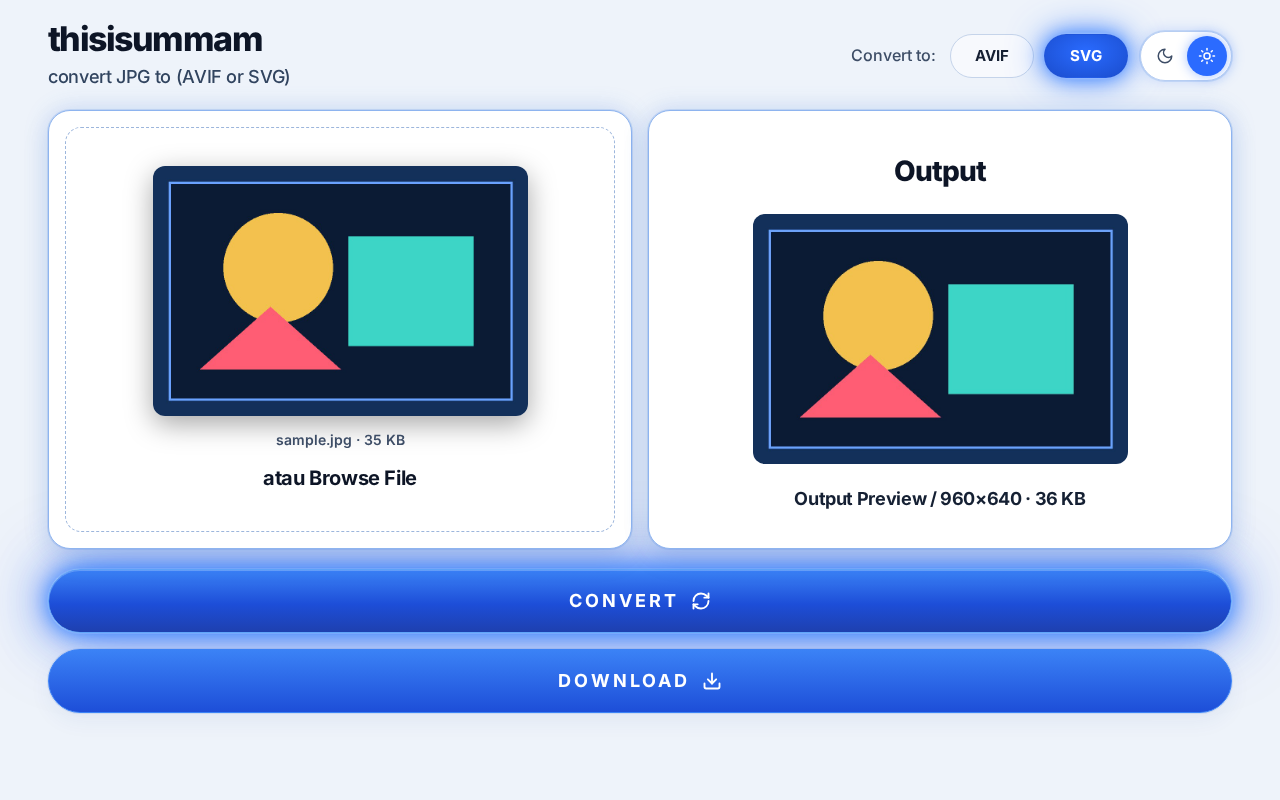 thisisummam
convert JPG to (AVIF or SVG)
Convert to:
AVIF
SVG
sample.jpg · 35 KB
atau Browse File
Output
Output Preview / 960×640 · 36 KB
CONVERT
DOWNLOAD